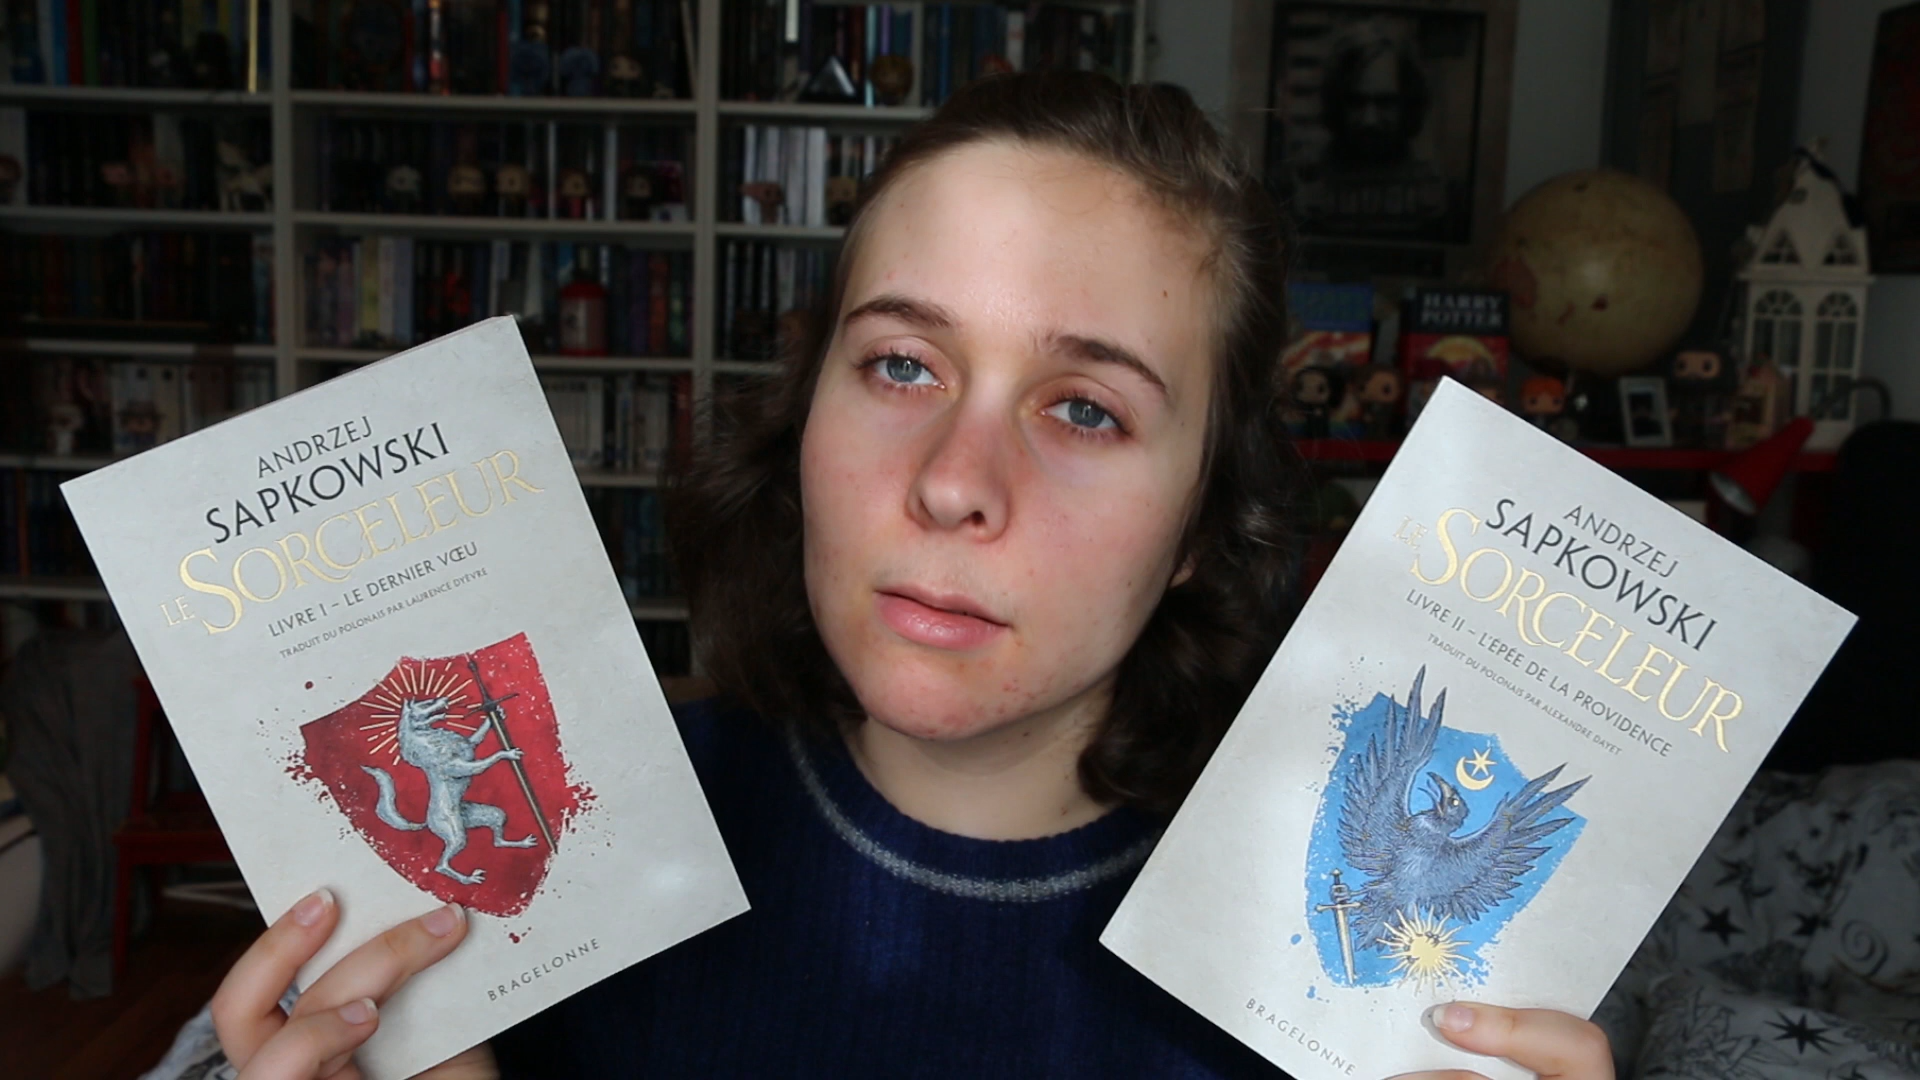 ANDRZEJ
SAPKOWSKI
LE SORCELEUR
LIVRE I – LE DERNIER VŒU
TRADUIT DU POLONAIS PAR LAURENCE DYÈVRE
BRAGELONNE
HARRY
POTTER
ANDRZEJ
SAPKOWSKI
LE SORCELEUR
LIVRE II – L'ÉPÉE DE LA PROVIDENCE
TRADUIT DU POLONAIS PAR ALEXANDRE DAYET
BRAGELONNE